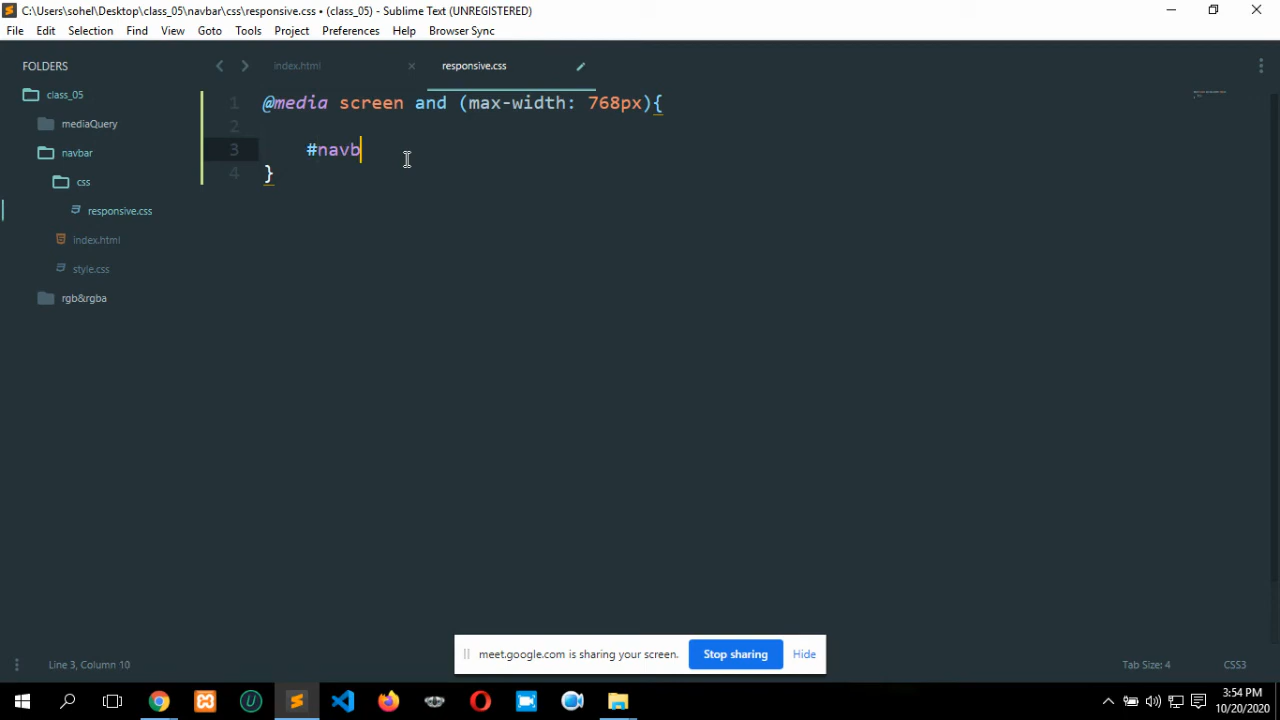 C:\Users\sohel\Desktop\class_05\navbar\css\responsive.css • (class_05) - Sublime Text (UNREGISTERED)
File Edit Selection Find View Goto Tools Project Preferences Help Browser Sync
FOLDERS
class_05
mediaQuery
navbar
css
responsive.css
index.html
style.css
rgb&rgba
index.html
responsive.css
1 @media screen and (max-width: 768px){
2
3 #navb
4 }
meet.google.com is sharing your screen. Stop sharing Hide
Line 3, Column 10
Tab Size: 4
CSS3
3:54 PM
10/20/2020